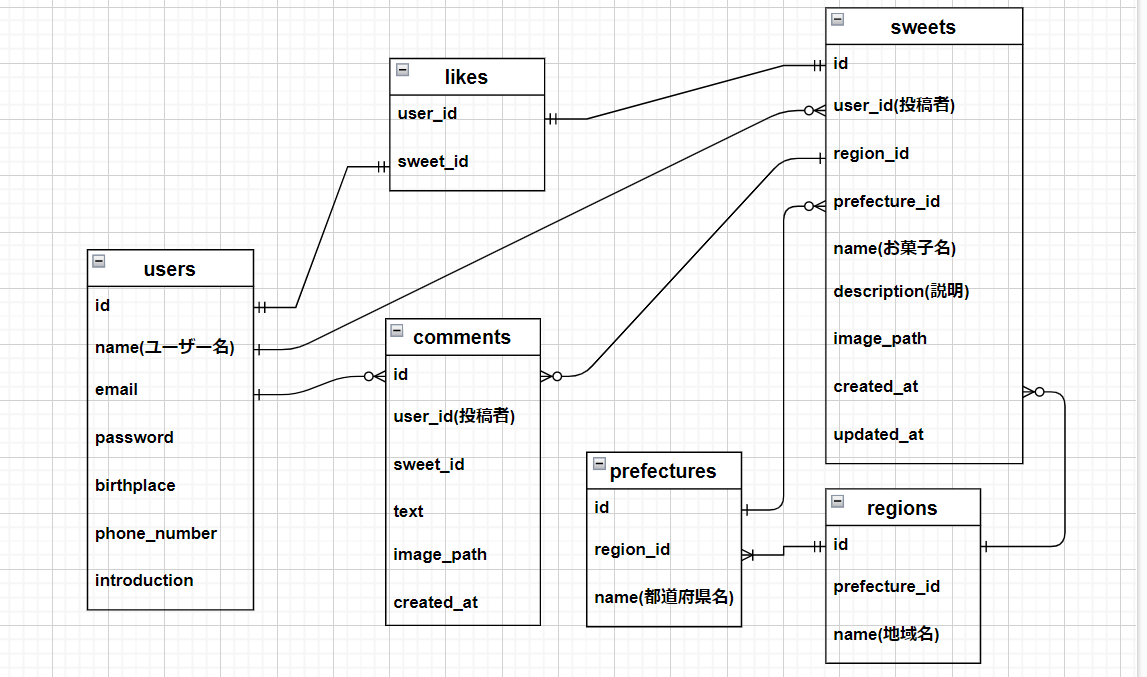 likes
user_id
sweet_id
users
id
name(ユーザー名)
email
password
birthplace
phone_number
introduction
comments
id
user_id(投稿者)
sweet_id
text
image_path
created_at
prefectures
id
region_id
name(都道府県名)
sweets
id
user_id(投稿者)
region_id
prefecture_id
name(お菓子名)
description(説明)
image_path
created_at
updated_at
regions
id
prefecture_id
name(地域名)